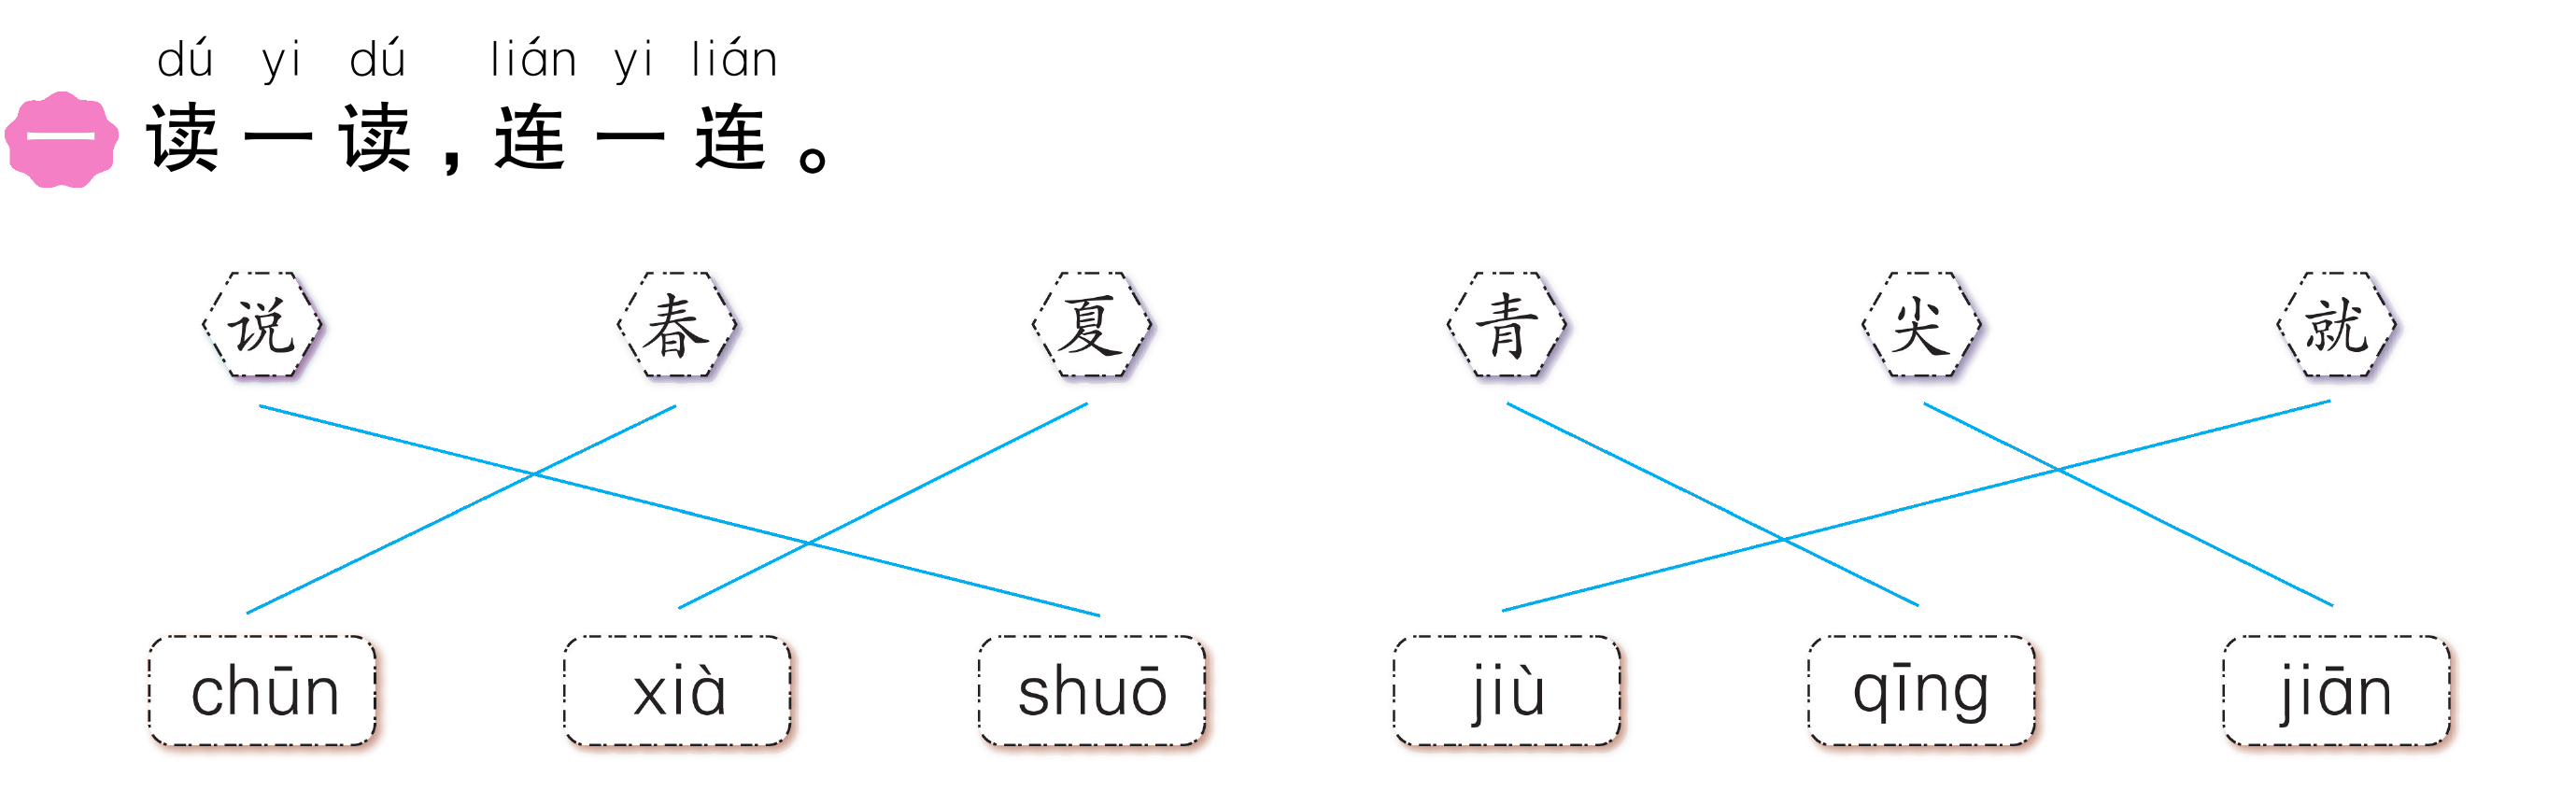 dú yi dú lián yi lián
一 读一读，连一连。
说 春 夏 青 尖 就
chūn xià shuō jiù qīng jiān